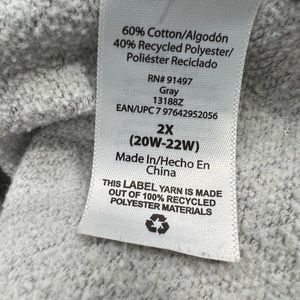 60% Cotton/Algodón
40% Recycled Polyester/
Poliéster Reciclado
RN# 91497
Gray
13188Z
EAN/UPC 7 97642952056
2X
(20W-22W)
Made In/Hecho En
China
THIS LABEL YARN IS MADE
OUT OF 100% RECYCLED
POLYESTER MATERIALS